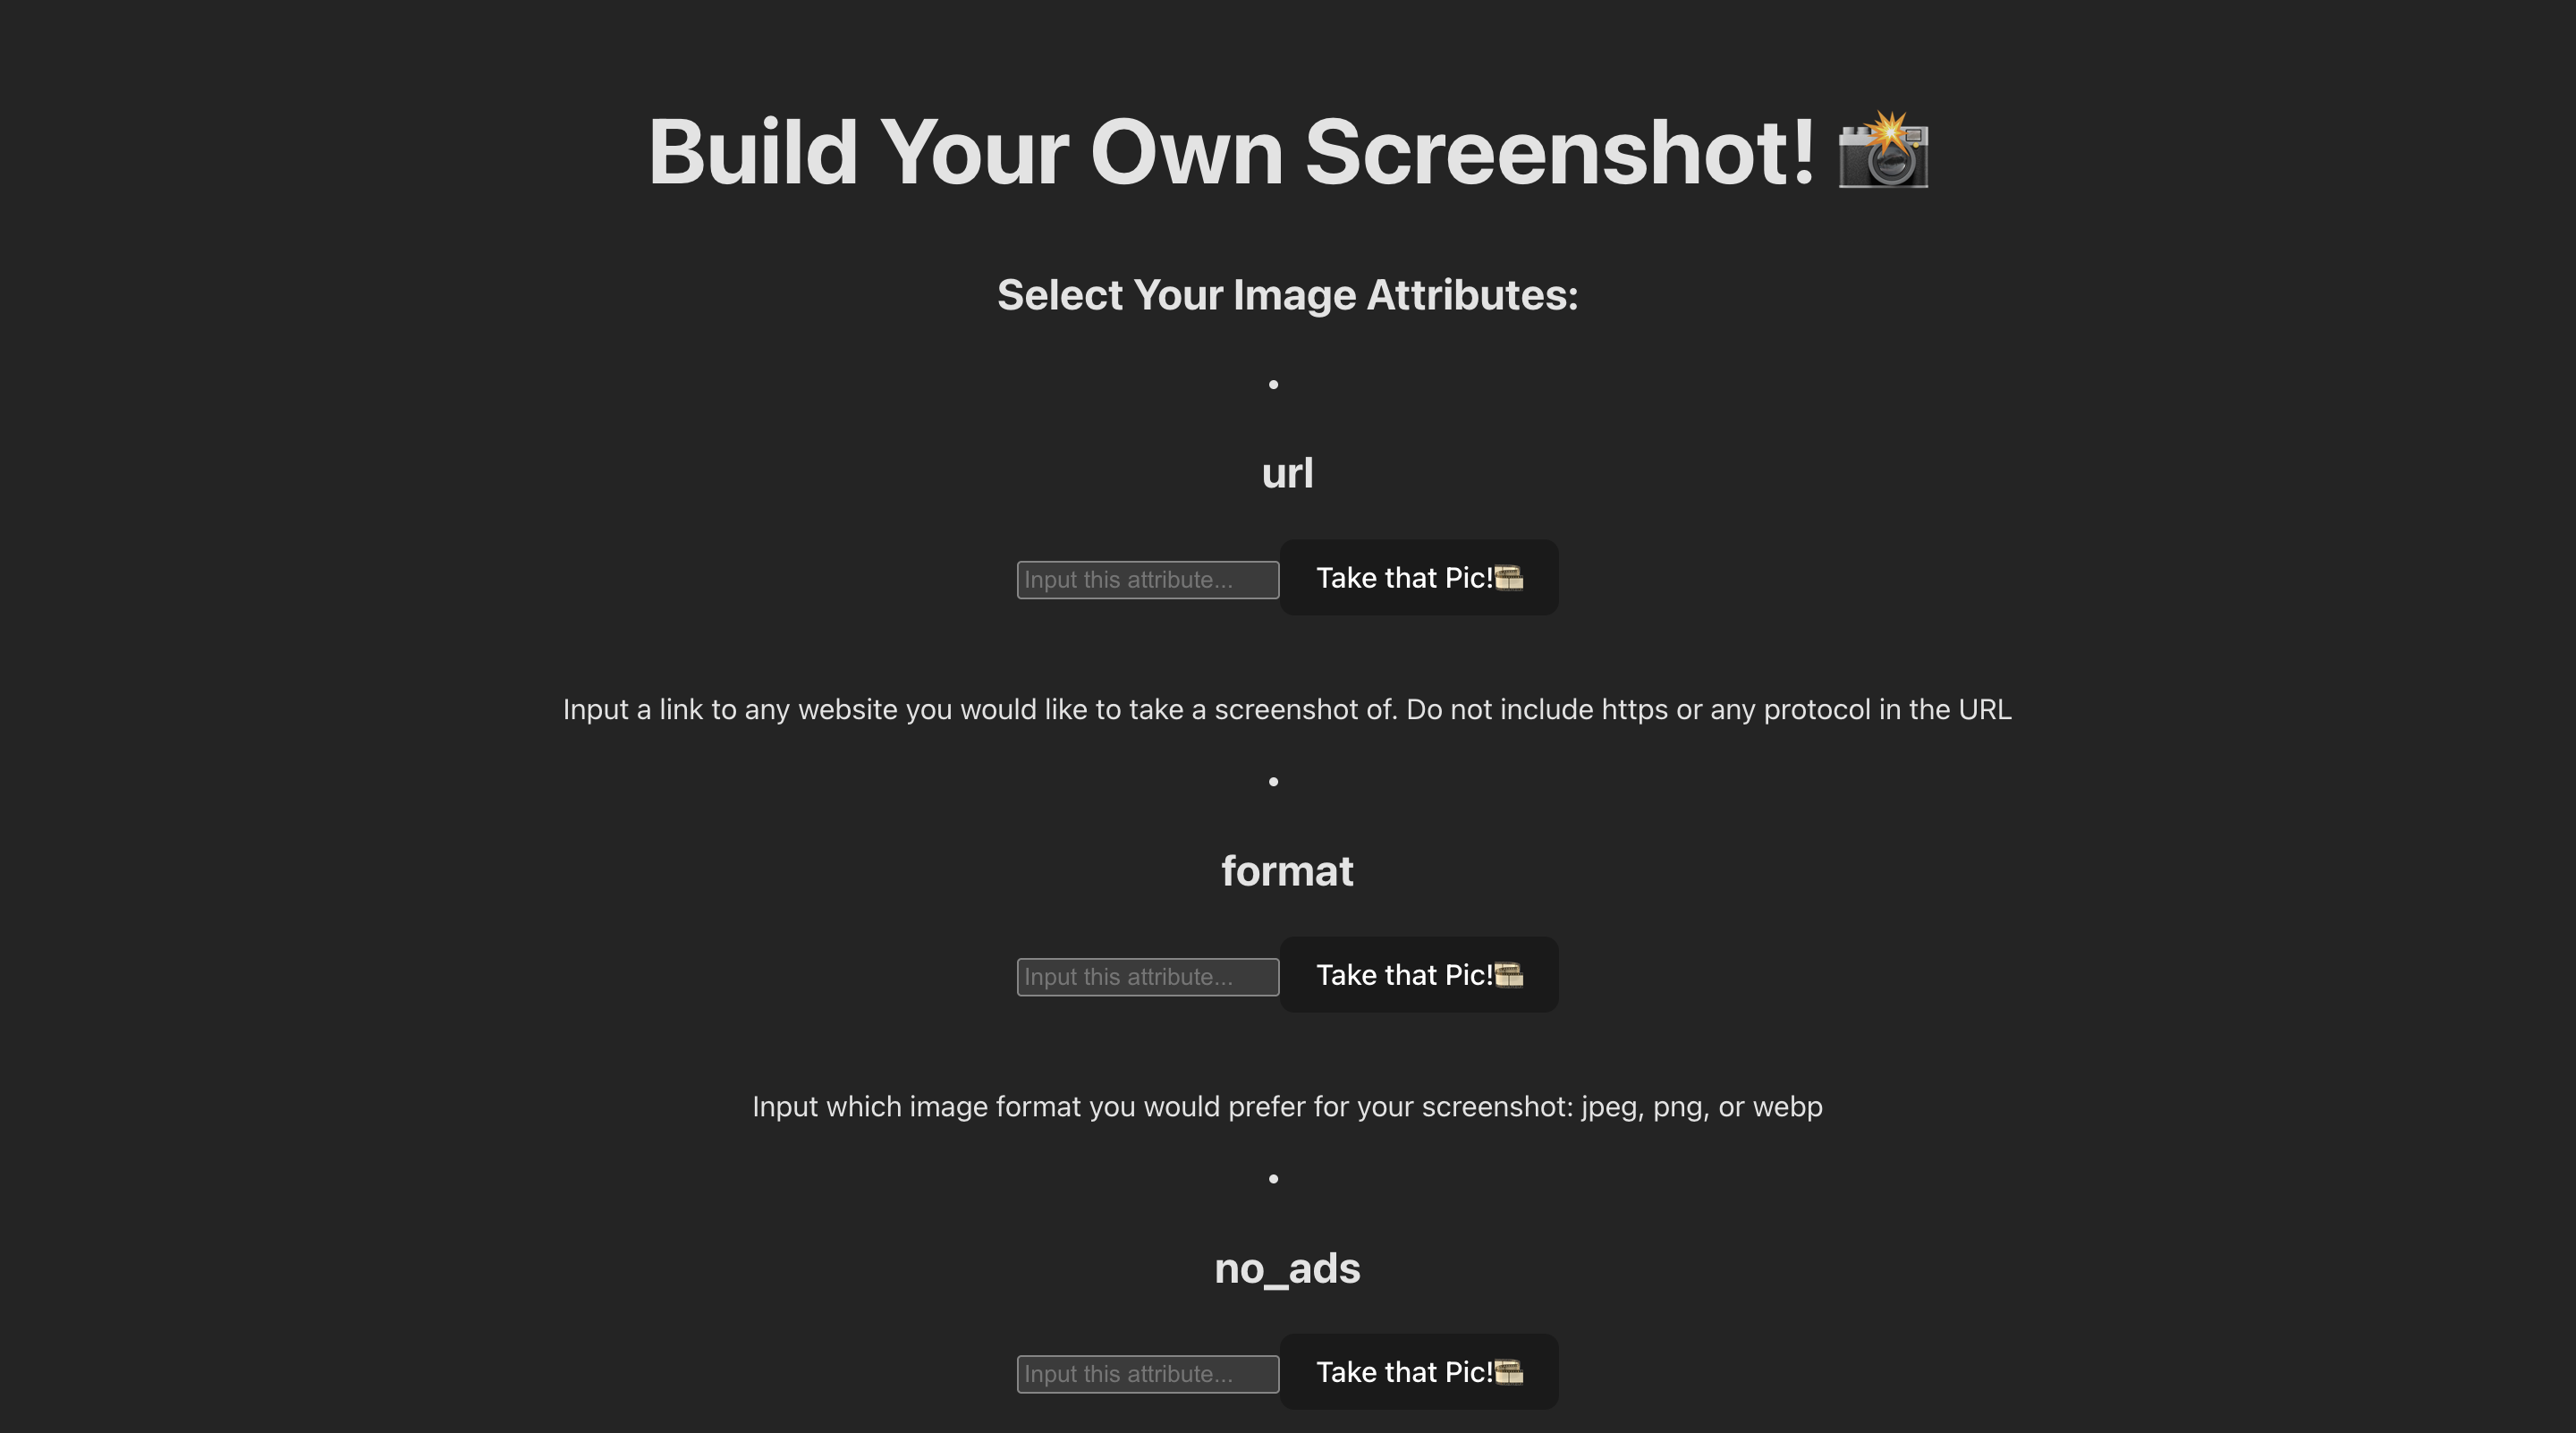 Build Your Own Screenshot! 📸
Select Your Image Attributes:
url
Input this attribute...
Take that Pic!🎞
Input a link to any website you would like to take a screenshot of. Do not include https or any protocol in the URL
format
Input this attribute...
Take that Pic!🎞
Input which image format you would prefer for your screenshot: jpeg, png, or webp
no_ads
Input this attribute...
Take that Pic!🎞